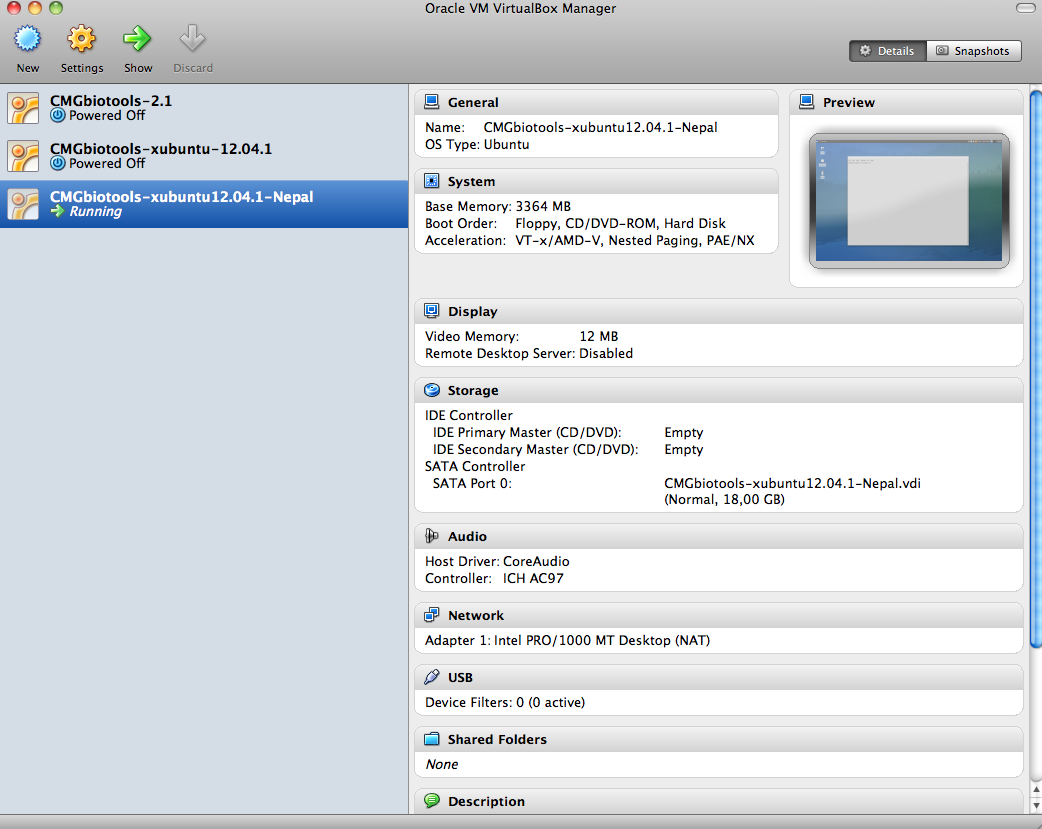 Oracle VM VirtualBox Manager
New
Settings
Show
Discard
Details
Snapshots
CMGbiotools-2.1
Powered Off
CMGbiotools-xubuntu-12.04.1
Powered Off
CMGbiotools-xubuntu12.04.1-Nepal
Running
General
Name: CMGbiotools-xubuntu12.04.1-Nepal
OS Type: Ubuntu
Preview
System
Base Memory: 3364 MB
Boot Order: Floppy, CD/DVD-ROM, Hard Disk
Acceleration: VT-x/AMD-V, Nested Paging, PAE/NX
Display
Video Memory: 12 MB
Remote Desktop Server: Disabled
Storage
IDE Controller
IDE Primary Master (CD/DVD): Empty
IDE Secondary Master (CD/DVD): Empty
SATA Controller
SATA Port 0: CMGbiotools-xubuntu12.04.1-Nepal.vdi
(Normal, 18,00 GB)
Audio
Host Driver: CoreAudio
Controller: ICH AC97
Network
Adapter 1: Intel PRO/1000 MT Desktop (NAT)
USB
Device Filters: 0 (0 active)
Shared Folders
None
Description